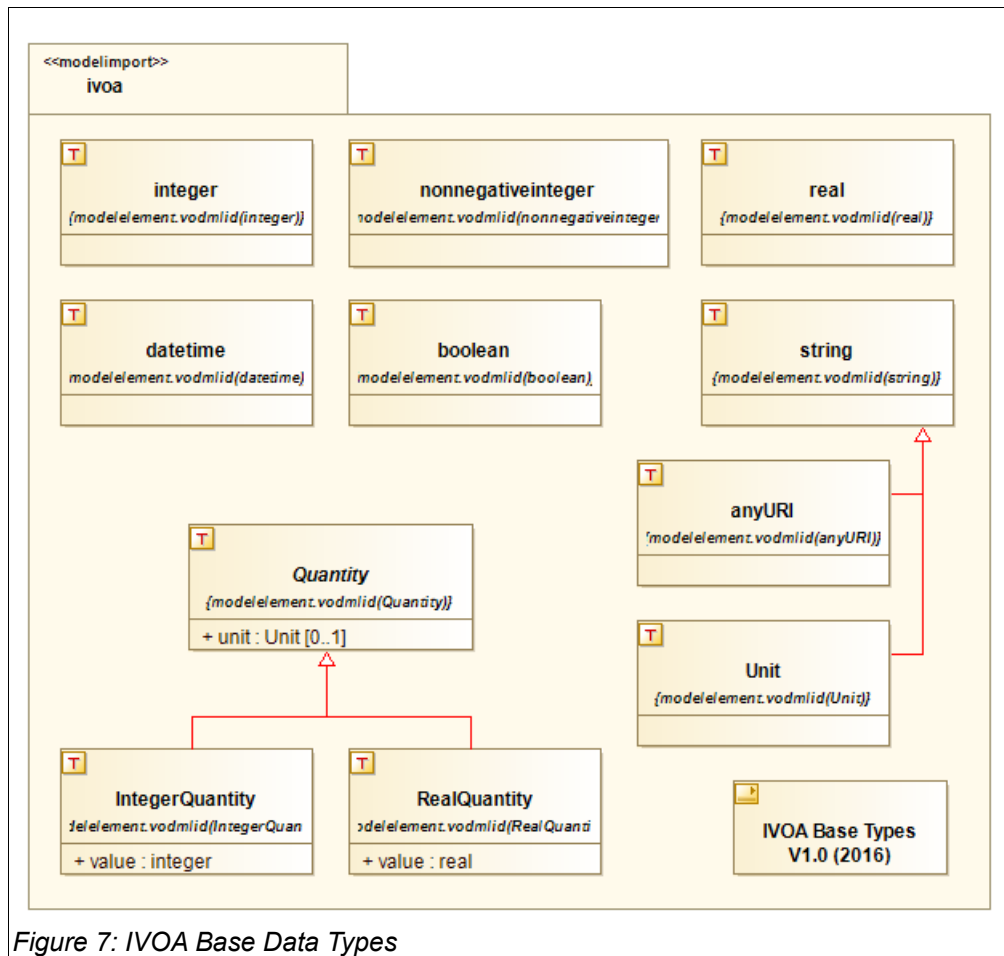 <<modelimport>>
ivoa
T
integer
{modelelement.vodmlid(integer)}
T
nonnegativeinteger
nodelelement.vodmlid(nonnegativeinteger
T
real
{modelelement.vodmlid(real)}
T
datetime
modelelement.vodmlid(datetime)
T
boolean
modelelement.vodmlid(boolean)
T
string
{modelelement.vodmlid(string)}
T
anyURI
{modelelement.vodmlid(anyURI)}
T
Quantity
{modelelement.vodmlid(Quantity)}
+ unit : Unit [0..1]
T
Unit
{modelelement.vodmlid(Unit)}
T
IntegerQuantity
delelement.vodmlid(IntegerQuan
+ value : integer
T
RealQuantity
odelelement.vodmlid(RealQuanti
+ value : real
IVOA Base Types
V1.0 (2016)
Figure 7: IVOA Base Data Types